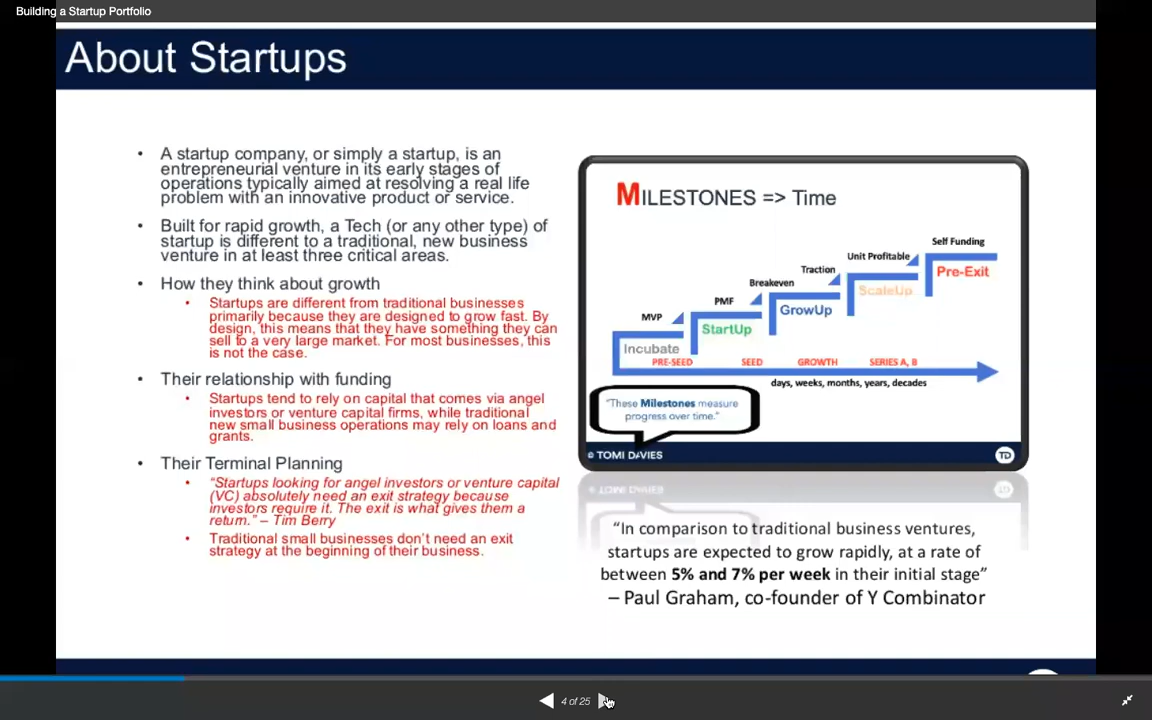 Building a Startup Portfolio
About Startups
• A startup company, or simply a startup, is an
entrepreneurial venture in its early stages of
operations typically aimed at resolving a real life
problem with an innovative product or service.
• Built for rapid growth, a Tech (or any other type) of
startup is different to a traditional, new business
venture in at least three critical areas.
• How they think about growth
• Startups are different from traditional businesses
primarily because they are designed to grow fast. By
design, this means that they have something they can
sell to a very large market. For most businesses, this
is not the case.
• Their relationship with funding
• Startups tend to rely on capital that comes via angel
investors or venture capital firms, while traditional
new small business operations may rely on loans and
grants.
• Their Terminal Planning
• “Startups looking for angel investors or venture capital
(VC) absolutely need an exit strategy because
investors require it. The exit is what gives them a
return.” – Tim Berry
• Traditional small businesses don’t need an exit
strategy at the beginning of their business.
MILESTONES => Time
Self Funding
Unit Profitable
Pre-Exit
Traction
Breakeven
ScaleUp
PMF
GrowUp
MVP
StartUp
Incubate
PRE-SEED SEED GROWTH SERIES A, B
days, weeks, months, years, decades
“These Milestones measure
progress over time.”
© TOMI DAVIES
TD
“In comparison to traditional business ventures,
startups are expected to grow rapidly, at a rate of
between 5% and 7% per week in their initial stage”
– Paul Graham, co-founder of Y Combinator
4 of 25